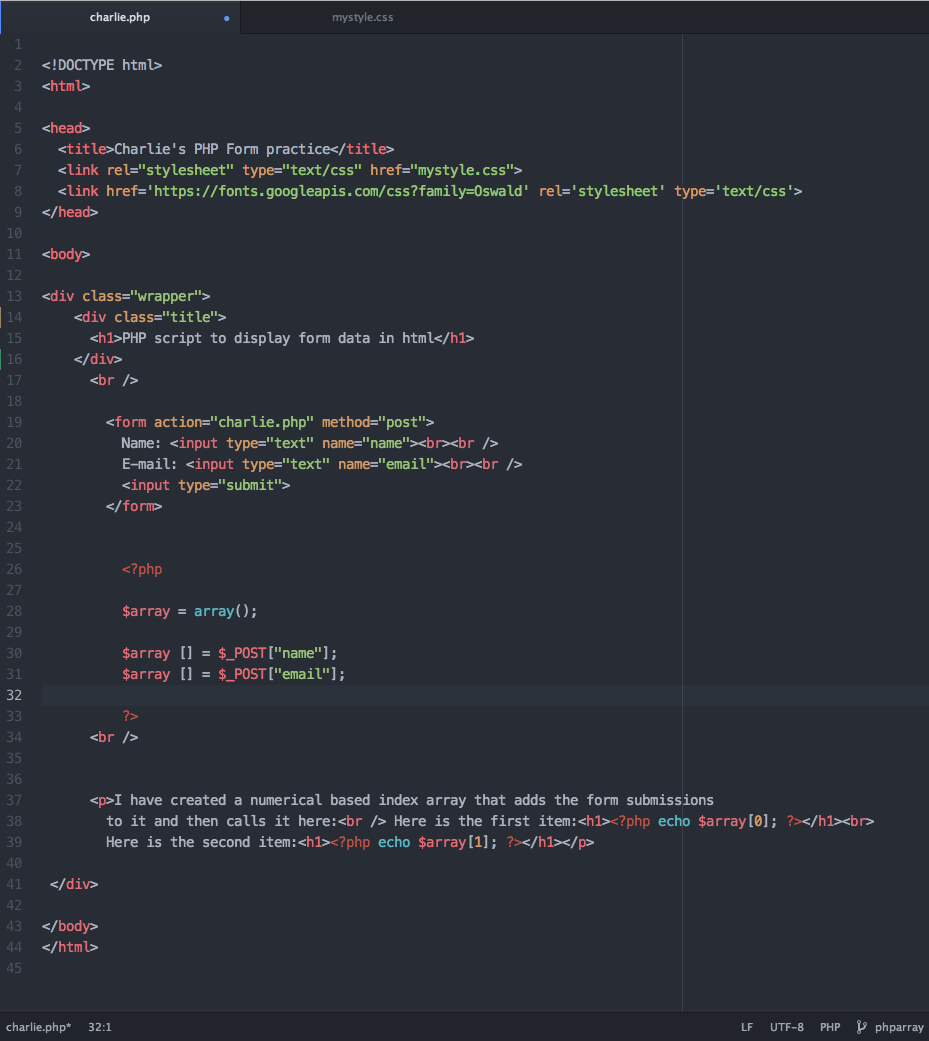 charlie.php mystyle.css
1
2 <!DOCTYPE html>
3 <html>
4
5 <head>
6 <title>Charlie's PHP Form practice</title>
7 <link rel="stylesheet" type="text/css" href="mystyle.css">
8 <link href='https://fonts.googleapis.com/css?family=Oswald' rel='stylesheet' type='text/css'>
9 </head>
10
11 <body>
12
13 <div class="wrapper">
14 <div class="title">
15 <h1>PHP script to display form data in html</h1>
16 </div>
17 <br />
18
19 <form action="charlie.php" method="post">
20 Name: <input type="text" name="name"><br><br />
21 E-mail: <input type="text" name="email"><br><br />
22 <input type="submit">
23 </form>
24
25
26 <?php
27
28 $array = array();
29
30 $array [] = $_POST["name"];
31 $array [] = $_POST["email"];
32
33 ?>
34 <br />
35
36
37 <p>I have created a numerical based index array that adds the form submissions
38 to it and then calls it here:<br /> Here is the first item:<h1><?php echo $array[0]; ?></h1><br>
39 Here is the second item:<h1><?php echo $array[1]; ?></h1></p>
40
41 </div>
42
43 </body>
44 </html>
45
charlie.php* 32:1 LF UTF-8 PHP phparray